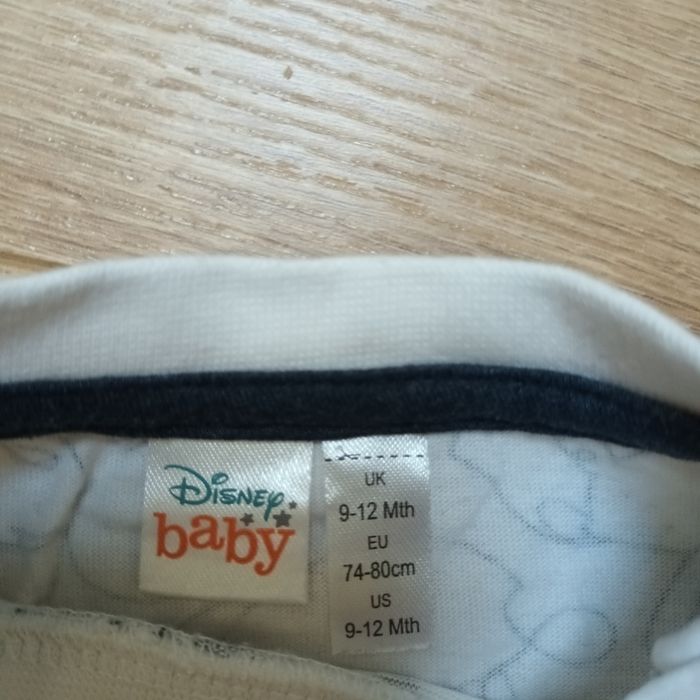 Disney
baby
UK
9-12 Mth
EU
74-80cm
US
9-12 Mth